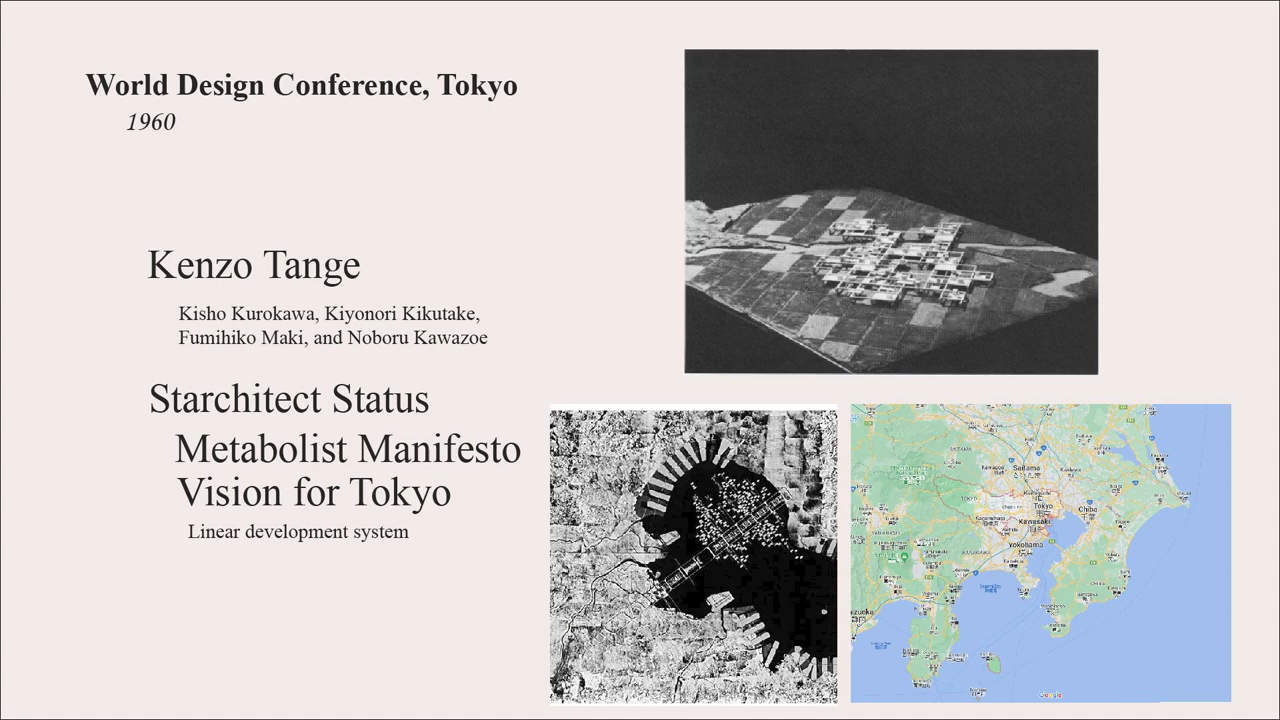 World Design Conference, Tokyo
1960
Kenzo Tange
Kisho Kurokawa, Kiyonori Kikutake,
Fumihiko Maki, and Noboru Kawazoe
Starchitect Status
Metabolist Manifesto
Vision for Tokyo
Linear development system
Saitama
Tokyo
Chiba
Kawasaki
Yokohama
Google